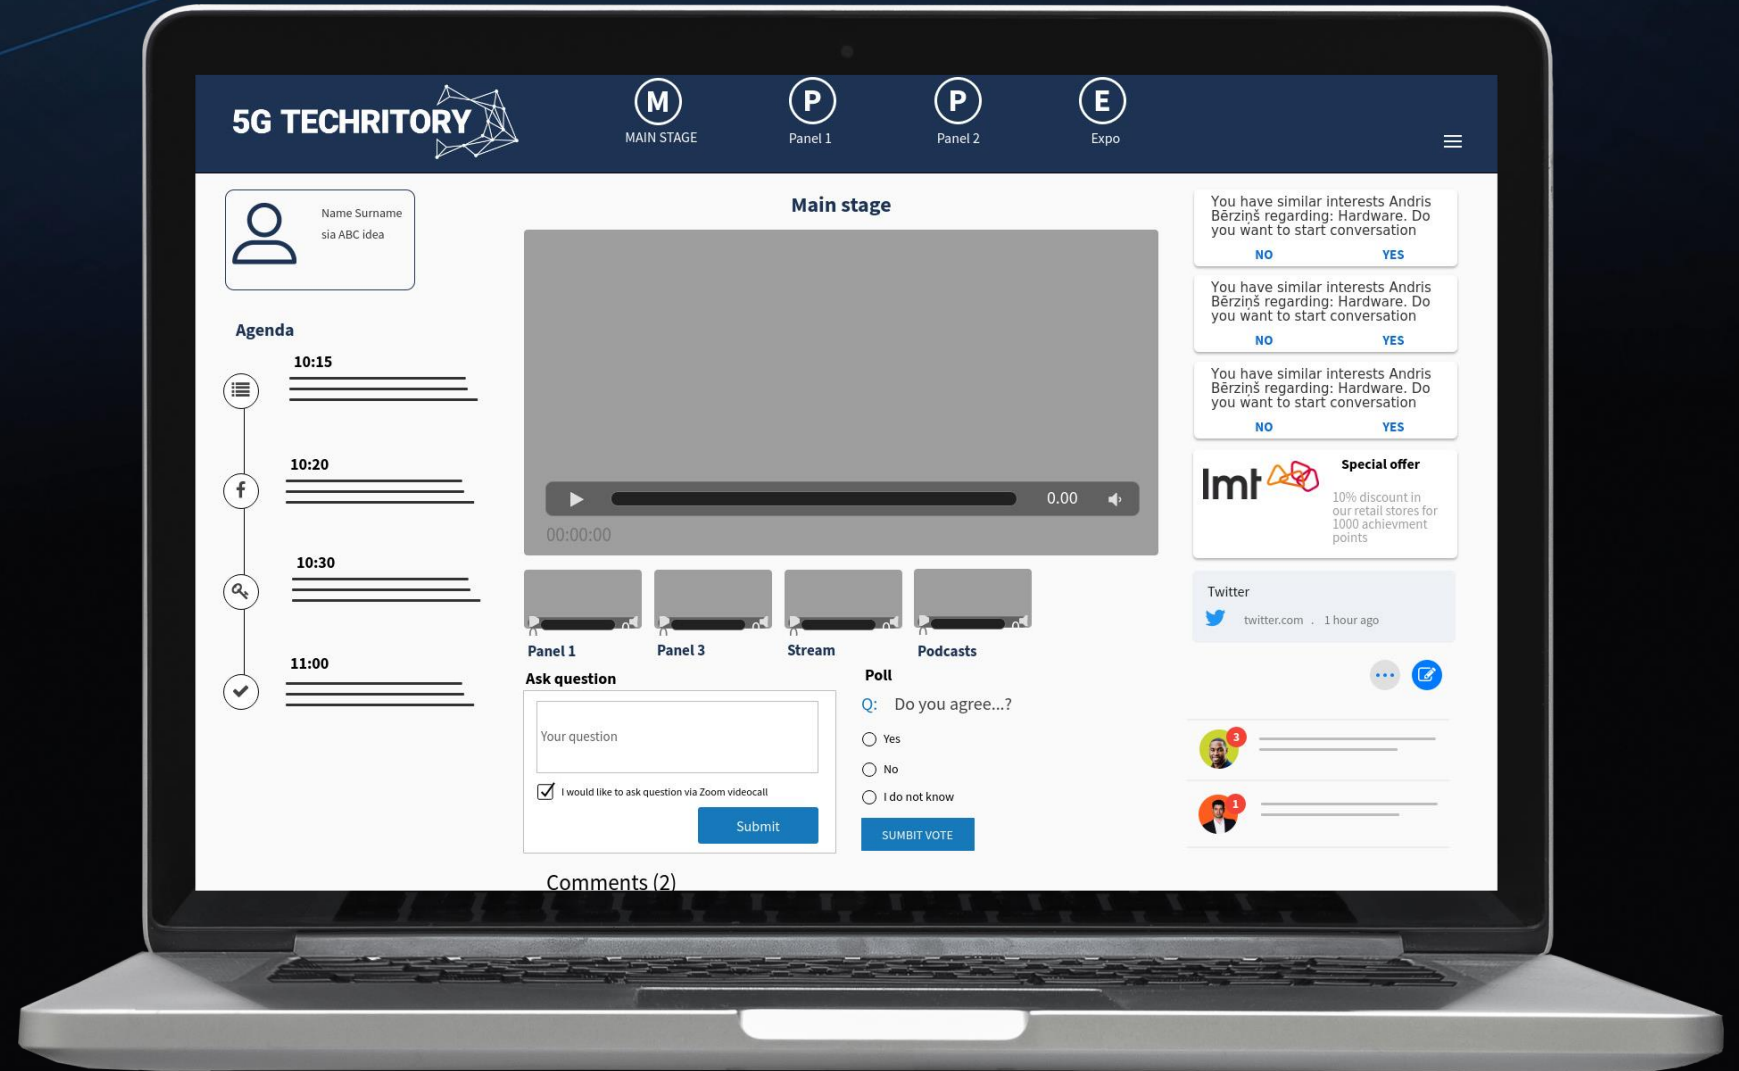 5G TECHRITORY
M
MAIN STAGE
P
Panel 1
P
Panel 2
E
Expo
Name Surname
sia ABC idea
Agenda
10:15
10:20
10:30
11:00
Main stage
0.00
00:00:00
Panel 1
Panel 3
Stream
Podcasts
Ask question
Your question
I would like to ask question via Zoom videocall
Submit
Poll
Q: Do you agree...?
Yes
No
I do not know
SUMBIT VOTE
Comments (2)
You have similar interests Andris
Bērziņš regarding: Hardware. Do
you want to start conversation
NO YES
You have similar interests Andris
Bērziņš regarding: Hardware. Do
you want to start conversation
NO YES
You have similar interests Andris
Bērziņš regarding: Hardware. Do
you want to start conversation
NO YES
lmt
Special offer
10% discount in
our retail stores for
1000 achievment
points
Twitter
twitter.com . 1 hour ago
3
1